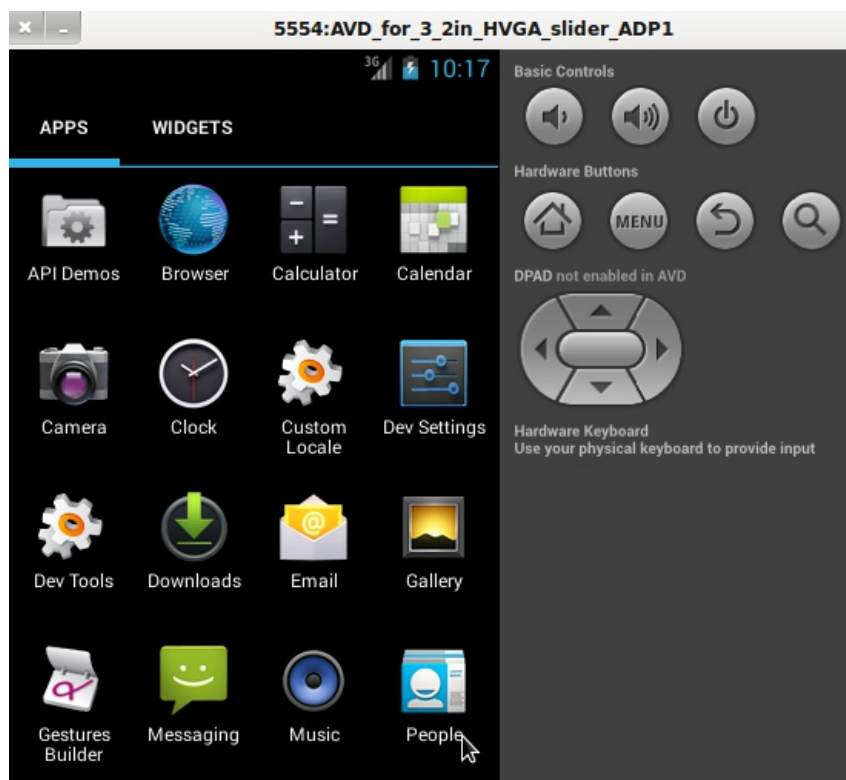 5554:AVD_for_3_2in_HVGA_slider_ADP1
3G 10:17
APPS WIDGETS
API Demos Browser Calculator Calendar
Camera Clock Custom Locale Dev Settings
Dev Tools Downloads Email Gallery
Gestures Builder Messaging Music People
Basic Controls
Hardware Buttons
MENU
DPAD not enabled in AVD
Hardware Keyboard
Use your physical keyboard to provide input